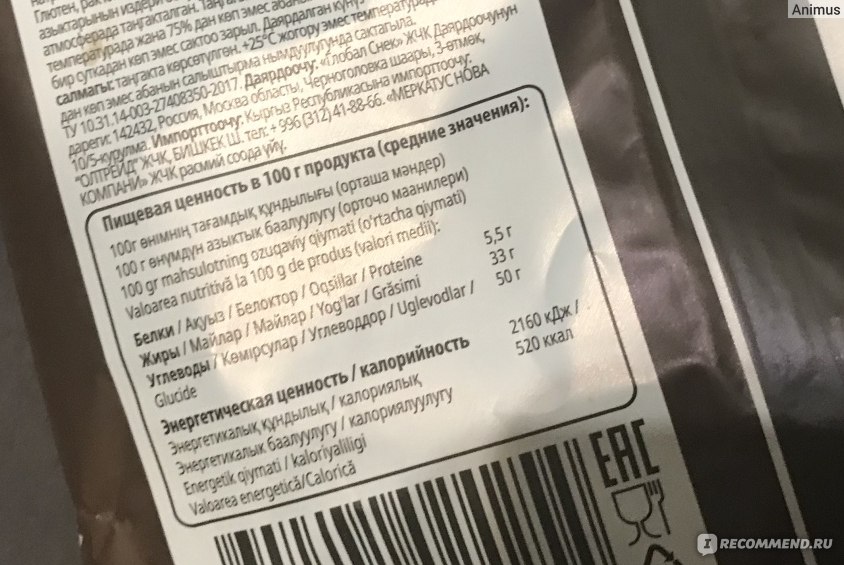 Animus
Глютен,
азыктарынын
атмосферада таңгакталган.
температурада жана 75% дан көп эмес
бир суткадан көп эмес сактоо зарыл. Даярдалган күнү
салмагы: таңгакта көрсөтүлгөн. +25°С жогору эмес температурада
дан көп эмес абанын салыштырма нымдуулугунда сактагыла.
ТУ 10.31.14-003-27408350-2017. Даярдоочу: «Глобал Снек» ЖЧК Даярдоочунун
дареги: 142432, Россия, Москва областы, Черноголовка шаары, 3-өтмөк,
10/5-курулма. Импорттоочу: Кыргыз Республикасына импорттоочу:
"ОЛТРЕЙД" ЖЧК, БИШКЕК Ш. тел: + 996 (312) 41-88-66. «МЕРКАТУС НОВА
КОМПАНИ» ЖЧК расмий соода үйү.
Пищевая ценность в 100 г продукта (средние значения):
100г өнімнің тағамдық құндылығы (орташа мәндер)
100 г өнүмдүн азыктык баалуулугу (орточо маанилери)
100 gr mahsulotning ozuqaviy qiymati (o'rtacha qiymati)
Valoarea nutritivă la 100 g de produs (valori medii):
Белки / Ақуыз / Белоктор / Oqsillar / Proteine 5,5 г
Жиры / Майлар / Майлар / Yog'lar / Grăsimi 33 г
Углеводы / Көмірсулар / Углеводдор / Uglevodlar / 50 г
Glucide
Энергетическая ценность / калорийность 2160 кДж /
Энергетикалық құндылық / калориялық 520 ккал
Энергетикалык баалуулугу / калориялуулугу
Energetik qiymati / kaloriyaliligi
Valoarea energetică/Calorică
EAC
IRECOMMEND.RU